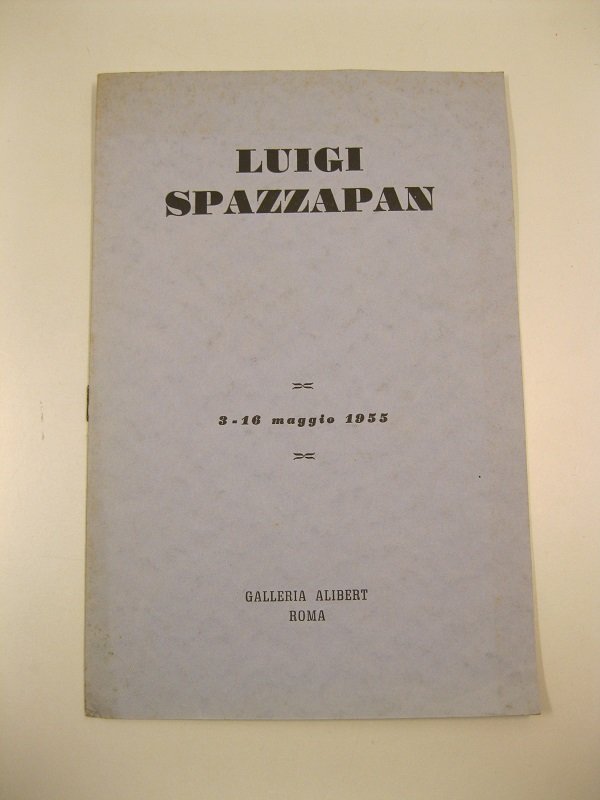 LUIGI
SPAZZAPAN
3-16 maggio 1955
GALLERIA ALIBERT
ROMA